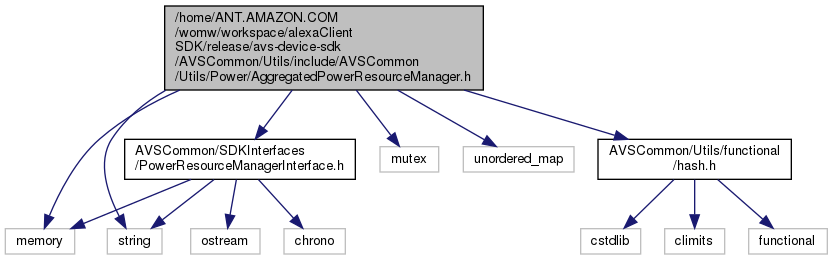 /home/ANT.AMAZON.COM
/womw/workspace/alexaClient
SDK/release/avs-device-sdk
/AVSCommon/Utils/include/AVSCommon
/Utils/Power/AggregatedPowerResourceManager.h
AVSCommon/SDKInterfaces
/PowerResourceManagerInterface.h
mutex
unordered_map
AVSCommon/Utils/functional
/hash.h
memory
string
ostream
chrono
cstdlib
climits
functional